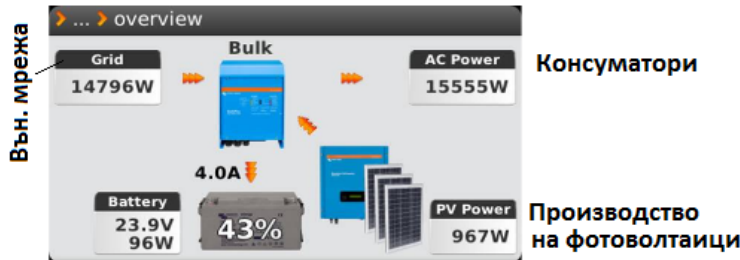 > ... > overview
Вън. мрежа
Grid
14796W
Bulk
AC Power
15555W
Консуматори
4.0A
Battery
23.9V
96W
43%
PV Power
967W
Производство
на фотоволтаици